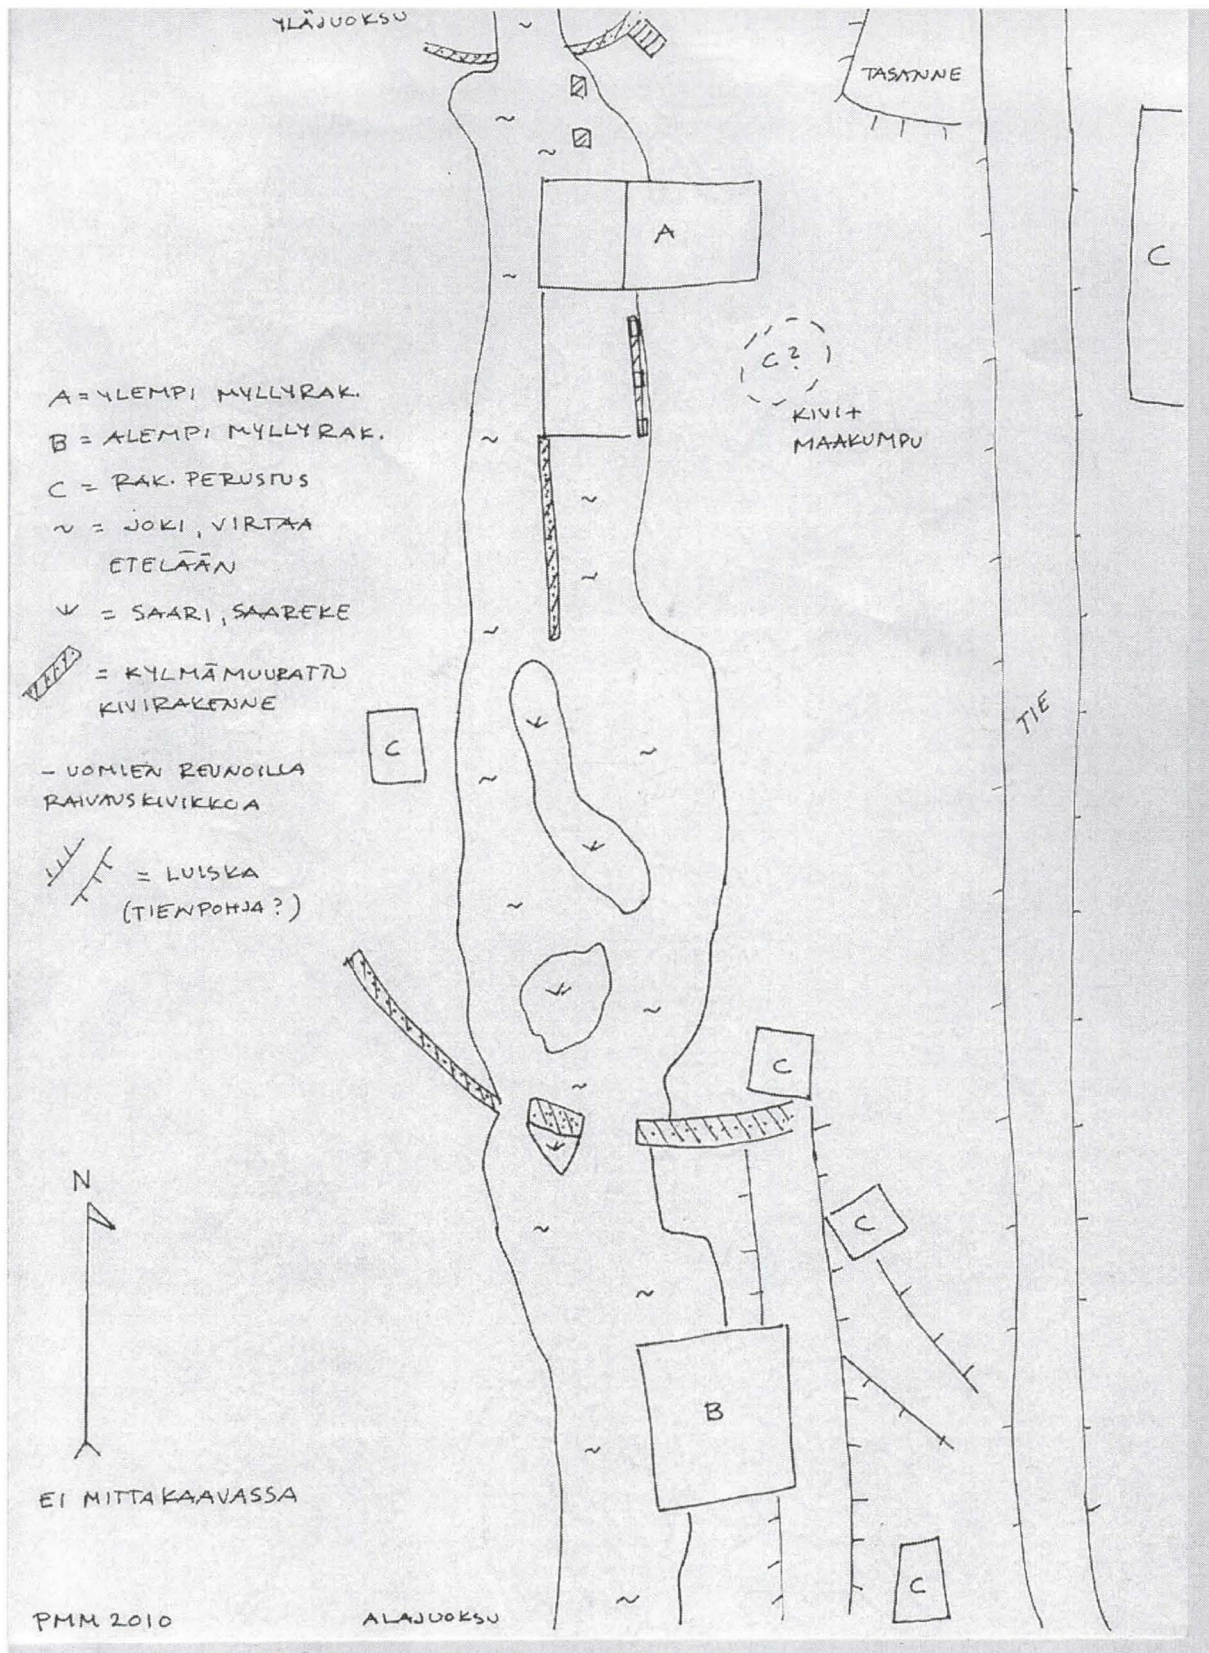 YLÄJUOKSU
TASANNE
A
C
C?
KIVI+
MAAKUMPU
A = YLEMPI MYLLYRAK.
B = ALEMPI MYLLYRAK.
C = RAK. PERUSTUS
~ = JOKI, VIRTAA
ETELÄÄN
= SAARI, SAAREKE
= KYLMÄMUURATTU
KIVIRAKENNE
- UOMIEN REUNOILLA
RAIVAUSKIVIKKOA
= LUISKA
(TIENPOHJA?)
C
TIE
C
N
C
B
EI MITTAKAAVASSA
C
PMM 2010
ALAJUOKSU